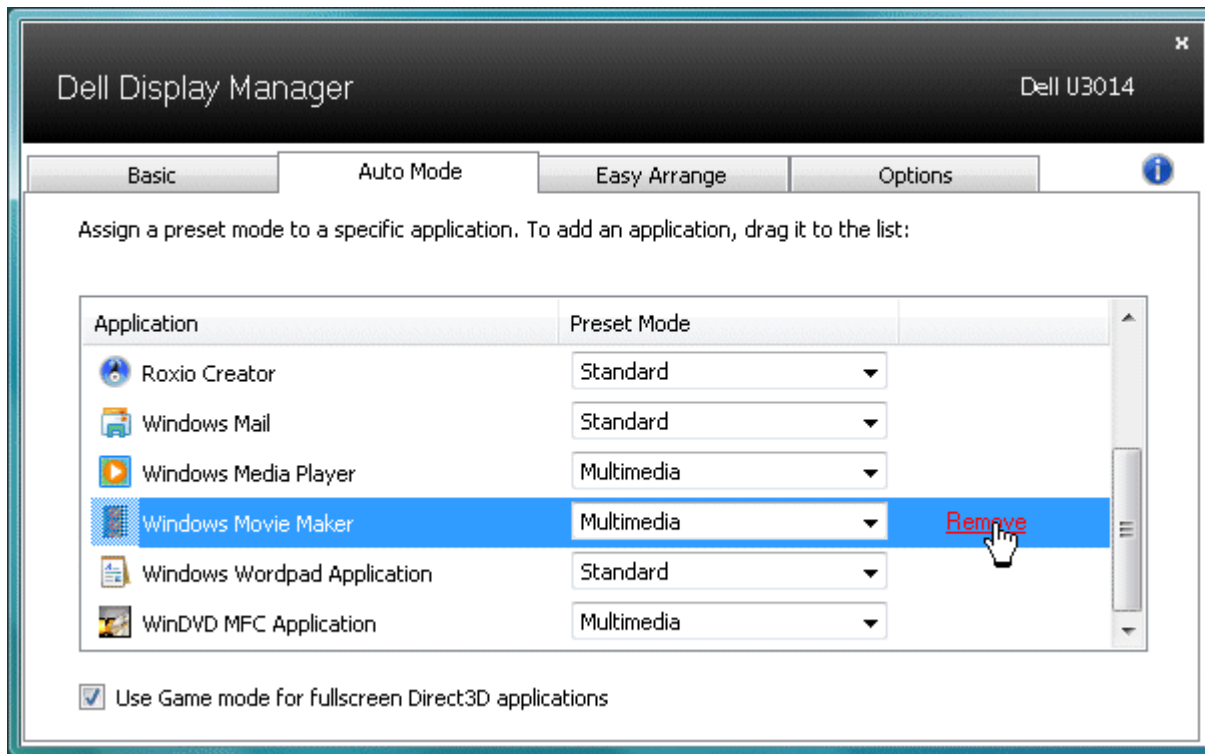 Dell Display Manager
Dell U3014
Basic
Auto Mode
Easy Arrange
Options
Assign a preset mode to a specific application. To add an application, drag it to the list:
Application Preset Mode
Roxio Creator Standard
Windows Mail Standard
Windows Media Player Multimedia
Windows Movie Maker Multimedia Remove
Windows Wordpad Application Standard
WinDVD MFC Application Multimedia
Use Game mode for fullscreen Direct3D applications